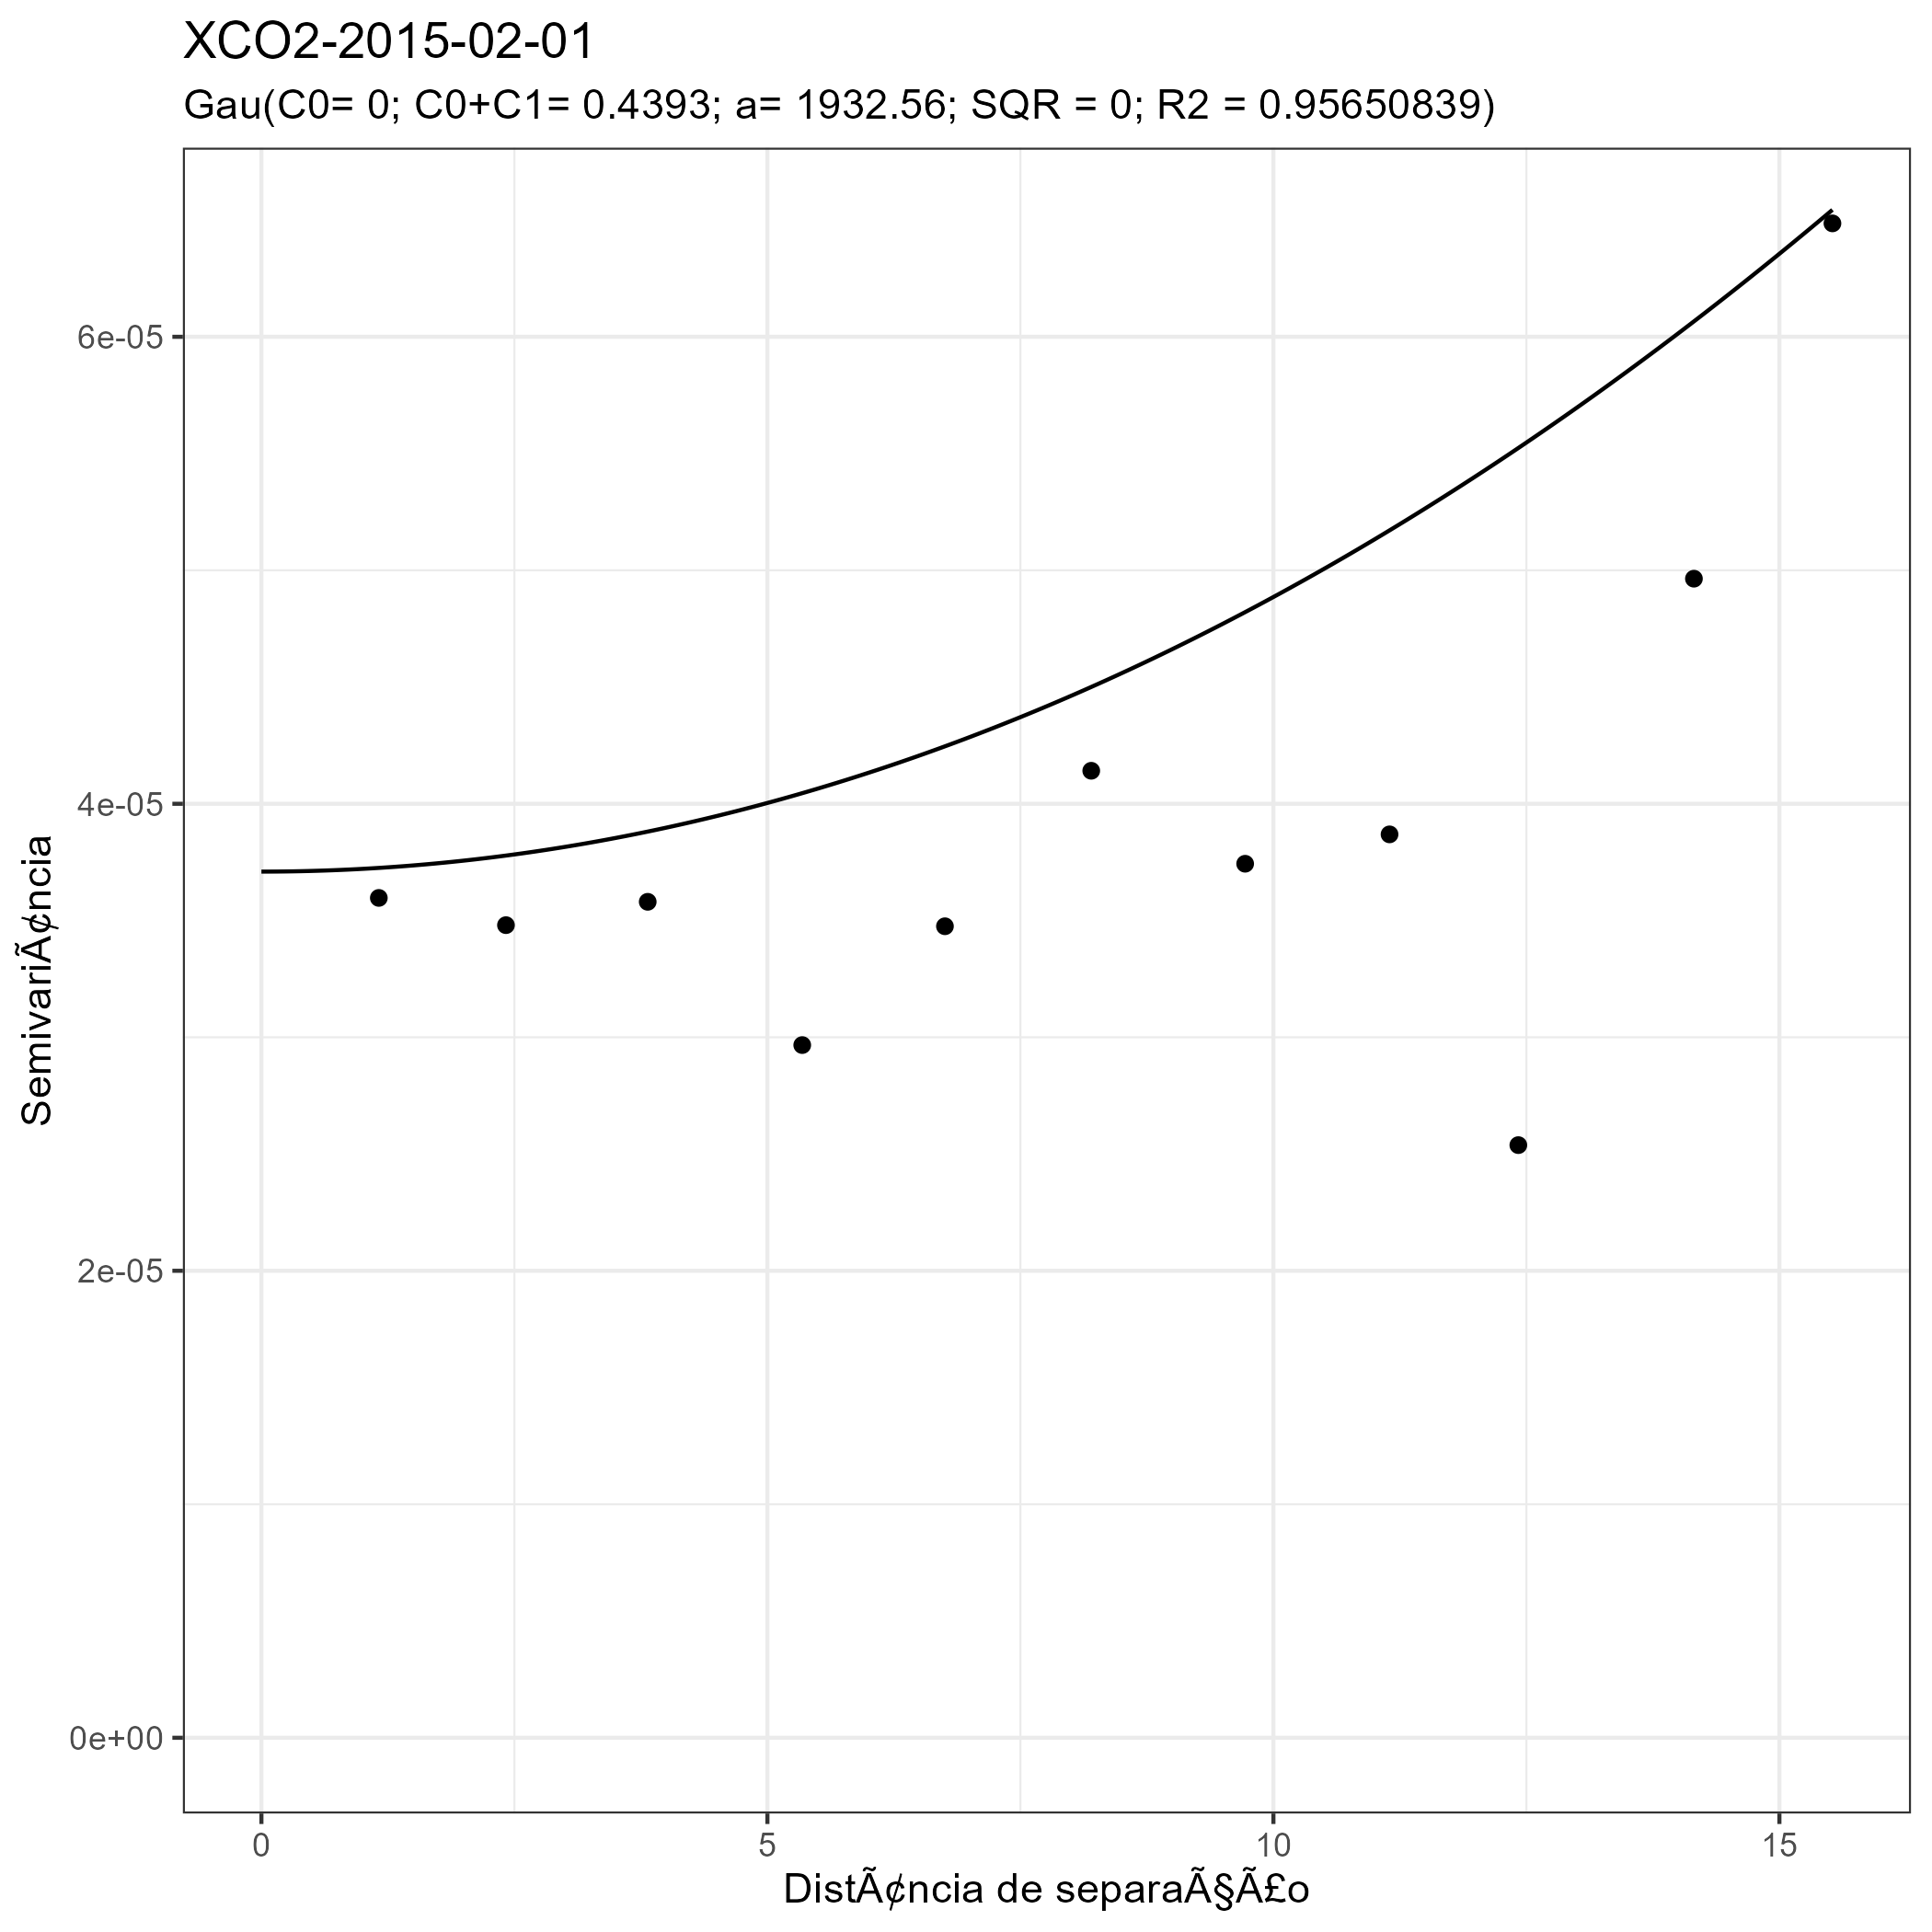 XCO2-2015-02-01
Gau(C0= 0; C0+C1= 0.4393; a= 1932.56; SQR = 0; R2 = 0.95650839)
SemivariÃ¢ncia
6e-05
4e-05
2e-05
0e+00
0
5
10
15
DistÃ¢ncia de separaÃ§Ã£o